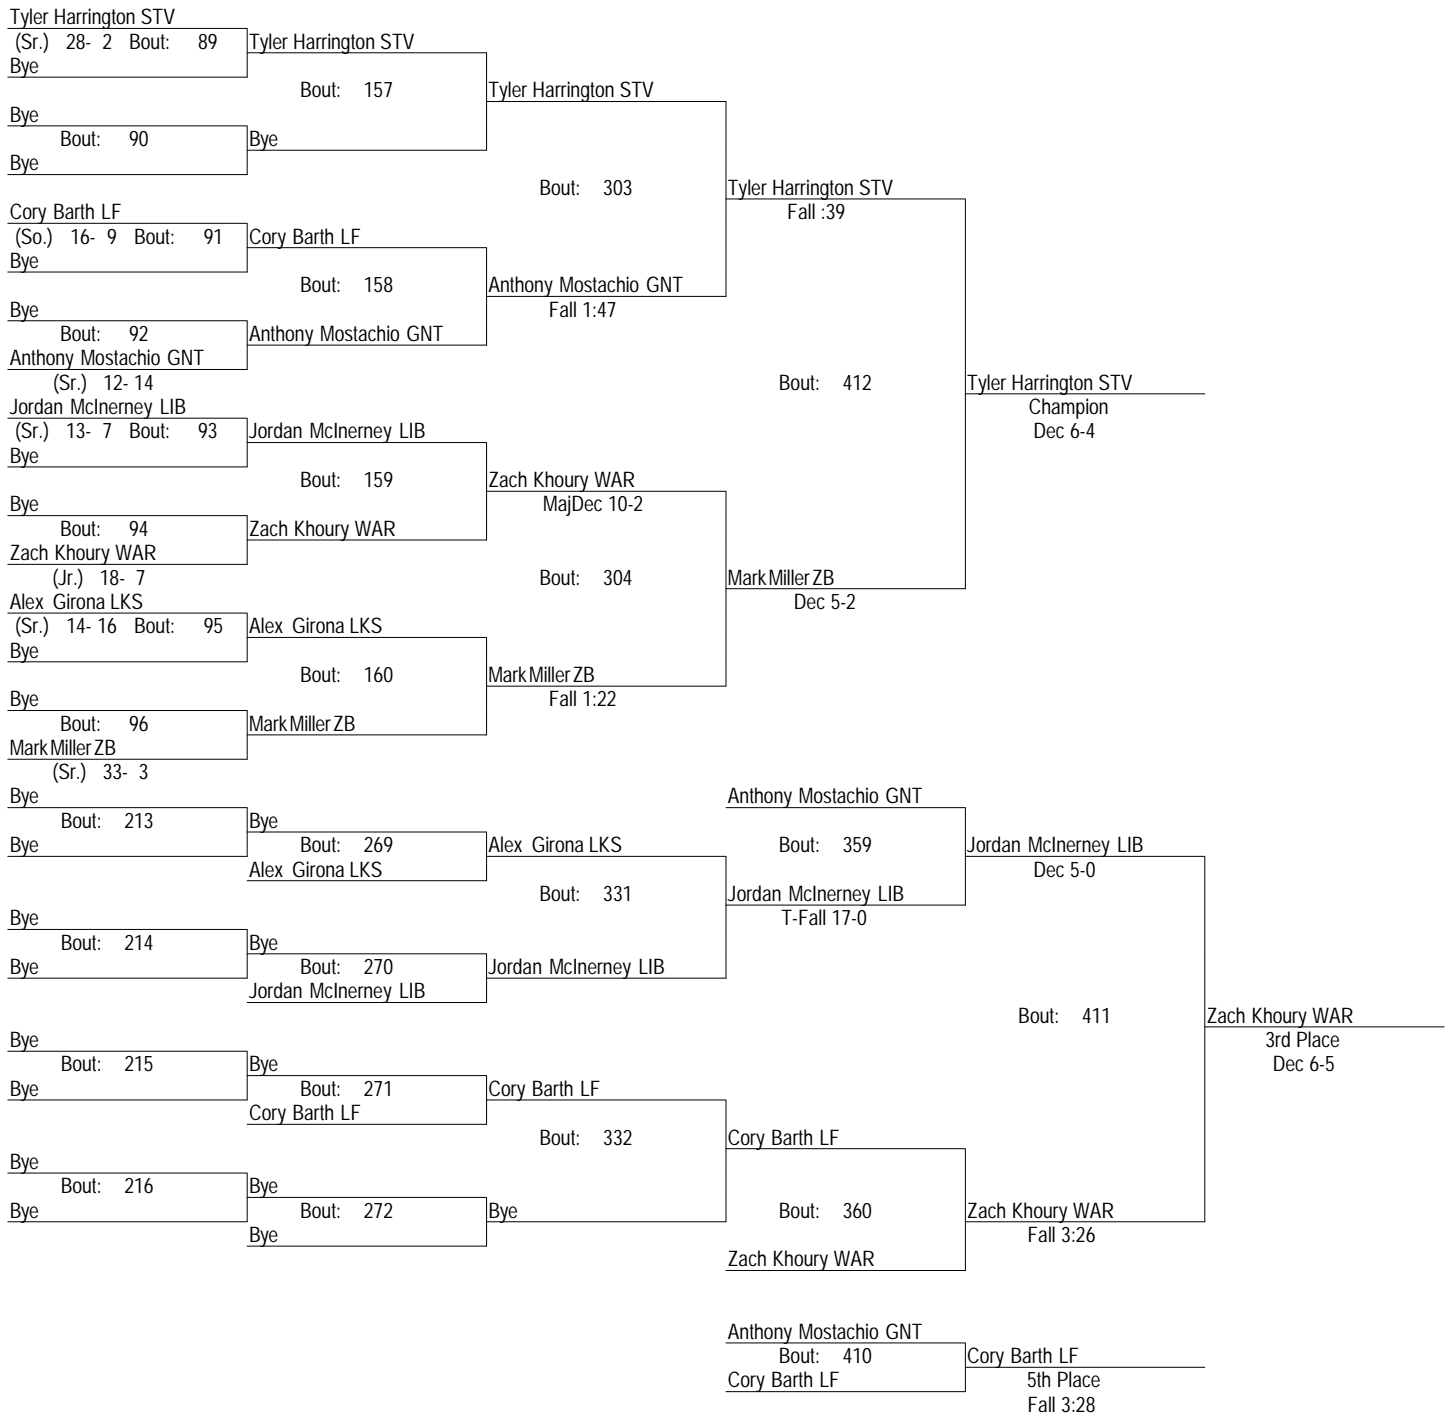 Tyler Harrington STV
(Sr.) 28- 2 Bout: 89 Tyler Harrington STV
Bye
Bout: 157 Tyler Harrington STV
Bye
Bout: 90 Bye
Bye
Bout: 303 Tyler Harrington STV
Fall :39
Cory Barth LF
(So.) 16- 9 Bout: 91 Cory Barth LF
Bye
Bout: 158 Anthony Mostachio GNT
Fall 1:47
Bye
Bout: 92 Anthony Mostachio GNT
Anthony Mostachio GNT
(Sr.) 12- 14
Bout: 412 Tyler Harrington STV
Champion
Dec 6-4
Jordan McInerney LIB
(Sr.) 13- 7 Bout: 93 Jordan McInerney LIB
Bye
Bout: 159 Zach Khoury WAR
MajDec 10-2
Bye
Bout: 94 Zach Khoury WAR
Zach Khoury WAR
(Jr.) 18- 7
Bout: 304 Mark Miller ZB
Dec 5-2
Alex Girona LKS
(Sr.) 14- 16 Bout: 95 Alex Girona LKS
Bye
Bout: 160 Mark Miller ZB
Fall 1:22
Bye
Bout: 96 Mark Miller ZB
Mark Miller ZB
(Sr.) 33- 3
Bye
Bout: 213 Bye
Bye
Bout: 269 Alex Girona LKS
Alex Girona LKS
Anthony Mostachio GNT
Bout: 359 Jordan McInerney LIB
Dec 5-0
Bout: 331 Jordan McInerney LIB
T-Fall 17-0
Bye
Bout: 214 Bye
Bye
Bout: 270 Jordan McInerney LIB
Jordan McInerney LIB
Bout: 411 Zach Khoury WAR
3rd Place
Dec 6-5
Bye
Bout: 215 Bye
Bye
Bout: 271 Cory Barth LF
Cory Barth LF
Bout: 332 Cory Barth LF
Bye
Bout: 216 Bye
Bye
Bout: 272 Bye
Bye
Bout: 360 Zach Khoury WAR
Fall 3:26
Zach Khoury WAR
Anthony Mostachio GNT
Bout: 410 Cory Barth LF
Cory Barth LF
5th Place
Fall 3:28